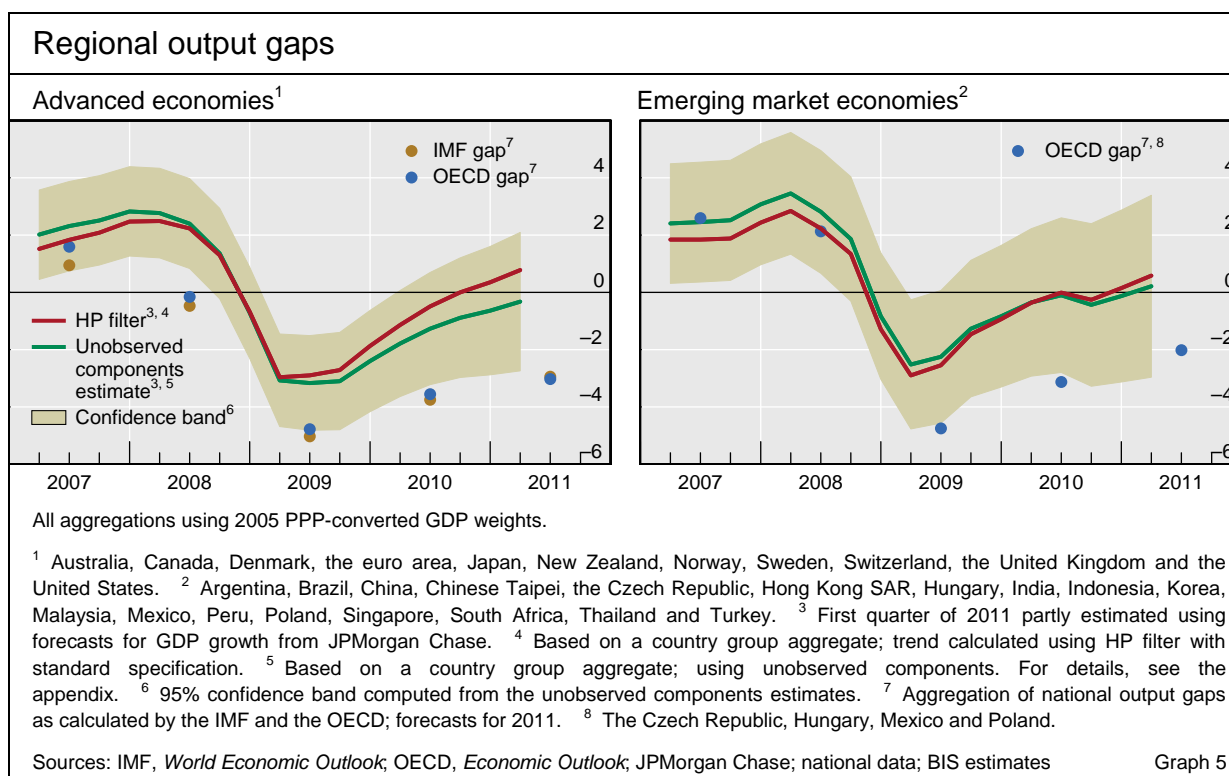 Regional output gaps
Advanced economies¹
Emerging market economies²
IMF gap⁷
OECD gap⁷
HP filter³˒ ⁴
Unobserved
components
estimate³˒ ⁵
Confidence band⁶
4
2
0
–2
–4
–6
2007 2008 2009 2010 2011
OECD gap⁷˒ ⁸
4
2
0
–2
–4
–6
2007 2008 2009 2010 2011
All aggregations using 2005 PPP-converted GDP weights.
¹ Australia, Canada, Denmark, the euro area, Japan, New Zealand, Norway, Sweden, Switzerland, the United Kingdom and the
United States. ² Argentina, Brazil, China, Chinese Taipei, the Czech Republic, Hong Kong SAR, Hungary, India, Indonesia, Korea,
Malaysia, Mexico, Peru, Poland, Singapore, South Africa, Thailand and Turkey. ³ First quarter of 2011 partly estimated using
forecasts for GDP growth from JPMorgan Chase. ⁴ Based on a country group aggregate; trend calculated using HP filter with
standard specification. ⁵ Based on a country group aggregate; using unobserved components. For details, see the
appendix. ⁶ 95% confidence band computed from the unobserved components estimates. ⁷ Aggregation of national output gaps
as calculated by the IMF and the OECD; forecasts for 2011. ⁸ The Czech Republic, Hungary, Mexico and Poland.
Sources: IMF, World Economic Outlook; OECD, Economic Outlook; JPMorgan Chase; national data; BIS estimates Graph 5